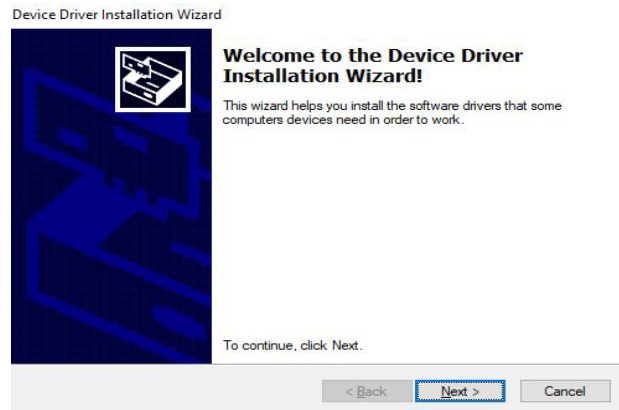 Device Driver Installation Wizard
Welcome to the Device Driver
Installation Wizard!
This wizard helps you install the software drivers that some
computers devices need in order to work.
To continue, click Next.
< Back
Next >
Cancel